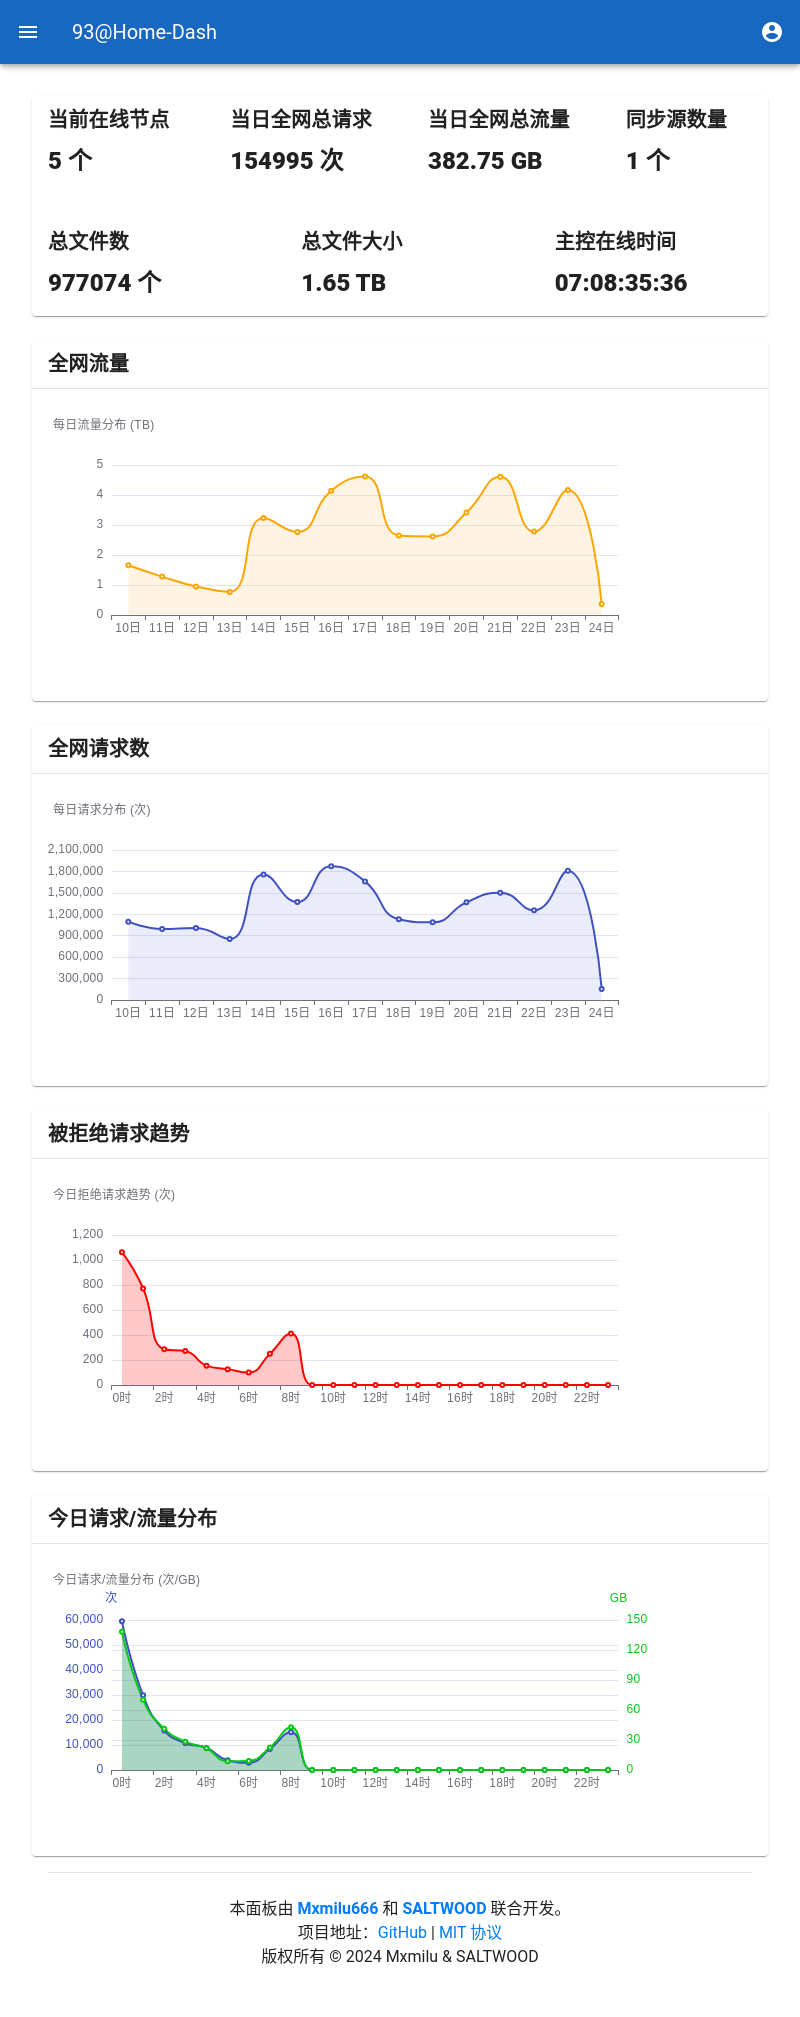 93@Home-Dash
当前在线节点 当日全网总请求 当日全网总流量 同步源数量
5 个 154995 次 382.75 GB 1 个
总文件数 总文件大小 主控在线时间
977074 个 1.65 TB 07:08:35:36
全网流量
每日流量分布 (TB)
5
4
3
2
1
0
10日 11日 12日 13日 14日 15日 16日 17日 18日 19日 20日 21日 22日 23日 24日
全网请求数
每日请求分布 (次)
2,100,000
1,800,000
1,500,000
1,200,000
900,000
600,000
300,000
0
10日 11日 12日 13日 14日 15日 16日 17日 18日 19日 20日 21日 22日 23日 24日
被拒绝请求趋势
今日拒绝请求趋势 (次)
1,200
1,000
800
600
400
200
0
0时 2时 4时 6时 8时 10时 12时 14时 16时 18时 20时 22时
今日请求/流量分布
今日请求/流量分布 (次/GB)
次 GB
60,000 150
50,000
120
40,000
30,000 90
20,000 60
10,000 30
0 0
0时 2时 4时 6时 8时 10时 12时 14时 16时 18时 20时 22时
本面板由 Mxmilu666 和 SALTWOOD 联合开发。
项目地址：GitHub | MIT 协议
版权所有 © 2024 Mxmilu & SALTWOOD